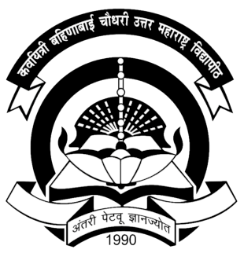 कवयित्री बहिणाबाई चौधरी उत्तर महाराष्ट्र विद्यापीठ
अंतरी पेटवू ज्ञानज्योत
1990